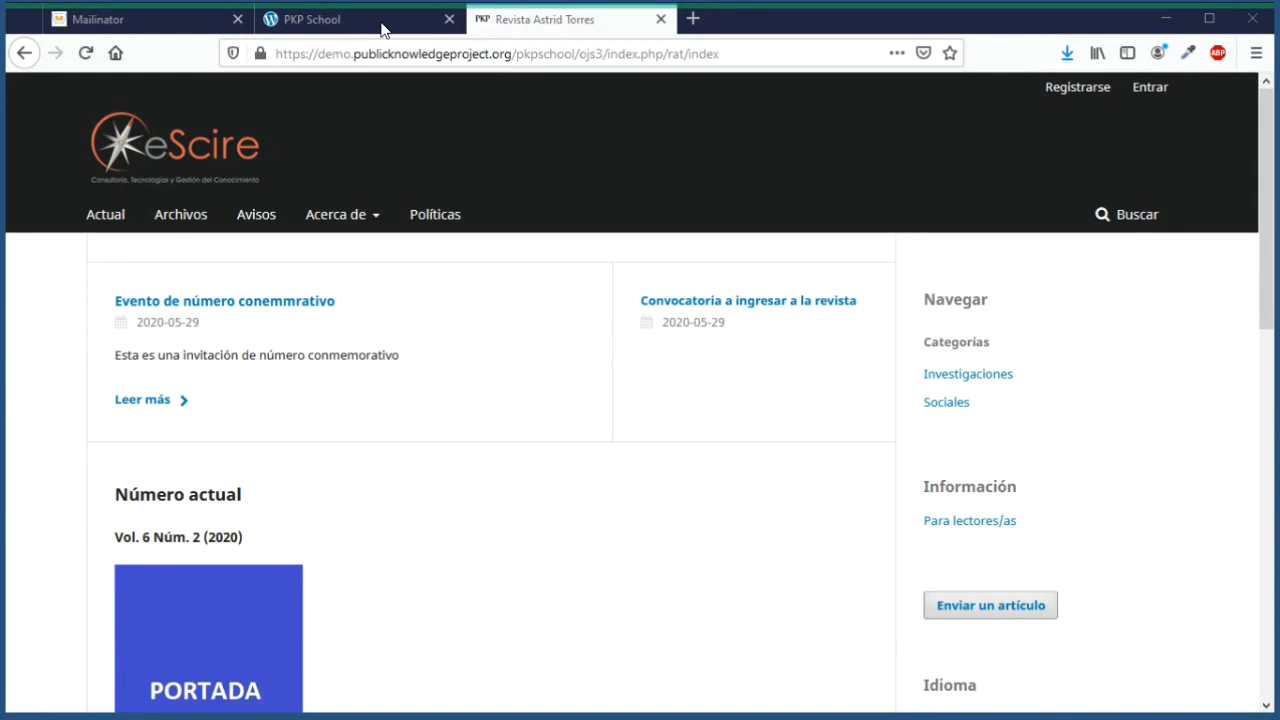 Mailinator
PKP School
PKP Revista Astrid Torres
https://demo.publicknowledgeproject.org/pkpschool/ojs3/index.php/rat/index
ABP
Registrarse Entrar
eScire
Consultoría, Tecnologías y Gestión del Conocimiento
Actual Archivos Avisos Acerca de Políticas Buscar
Evento de número conemmrativo
2020-05-29
Esta es una invitación de número conmemorativo
Leer más
Convocatoria a ingresar a la revista
2020-05-29
Número actual
Vol. 6 Núm. 2 (2020)
PORTADA
Navegar
Categorías
Investigaciones
Sociales
Información
Para lectores/as
Enviar un artículo
Idioma